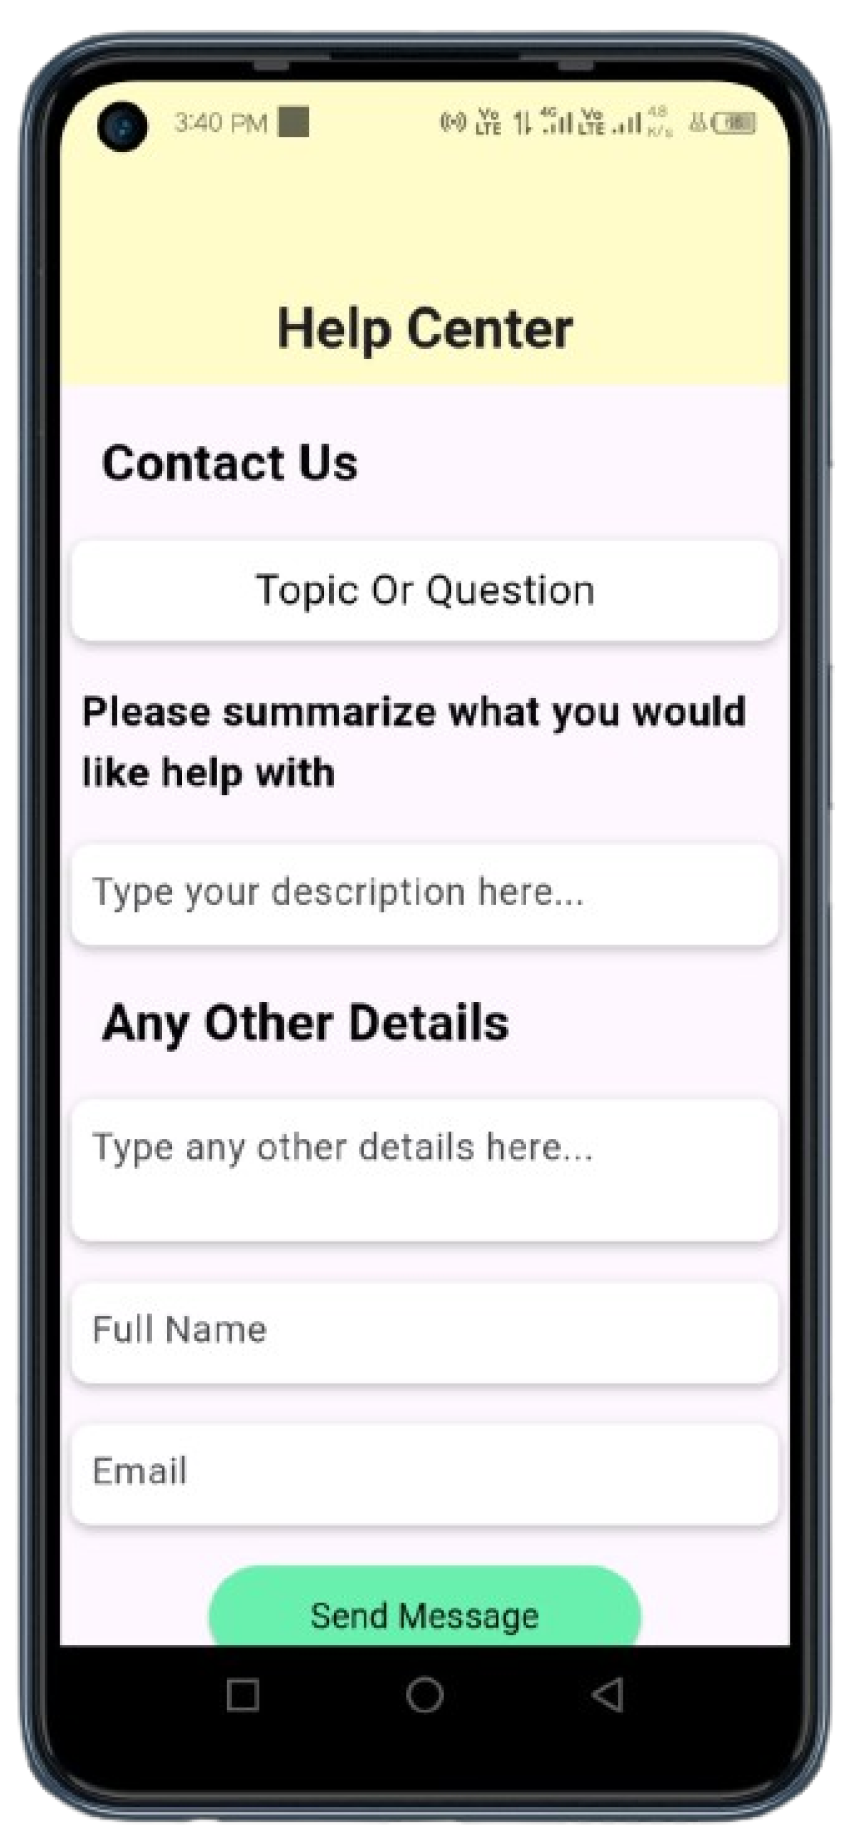 3:40 PM
Vo LTE 4G Vo LTE 4.8 K/s
Help Center
Contact Us
Topic Or Question
Please summarize what you would
like help with
Type your description here...
Any Other Details
Type any other details here...
Full Name
Email
Send Message